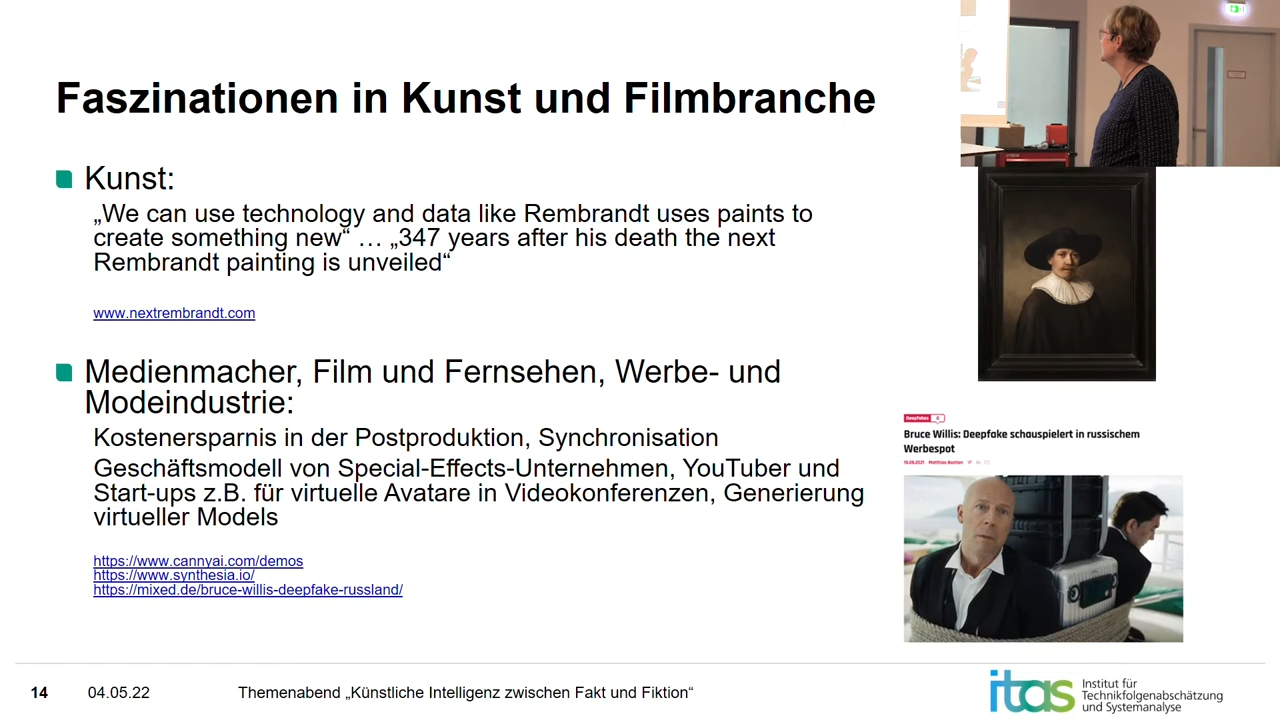 Faszinationen in Kunst und Filmbranche
Kunst:
„We can use technology and data like Rembrandt uses paints to
create something new“ … „347 years after his death the next
Rembrandt painting is unveiled“
www.nextrembrandt.com
Medienmacher, Film und Fernsehen, Werbe- und
Modeindustrie:
Kostenersparnis in der Postproduktion, Synchronisation
Geschäftsmodell von Special-Effects-Unternehmen, YouTuber und
Start-ups z.B. für virtuelle Avatare in Videokonferenzen, Generierung
virtueller Models
https://www.cannyai.com/demos
https://www.synthesia.io/
https://mixed.de/bruce-willis-deepfake-russland/
Deepfakes 0
Bruce Willis: Deepfake schauspielert in russischem
Werbespot
Matthias Bastian
14
04.05.22
Themenabend „Künstliche Intelligenz zwischen Fakt und Fiktion“
itas
Institut für
Technikfolgenabschätzung
und Systemanalyse